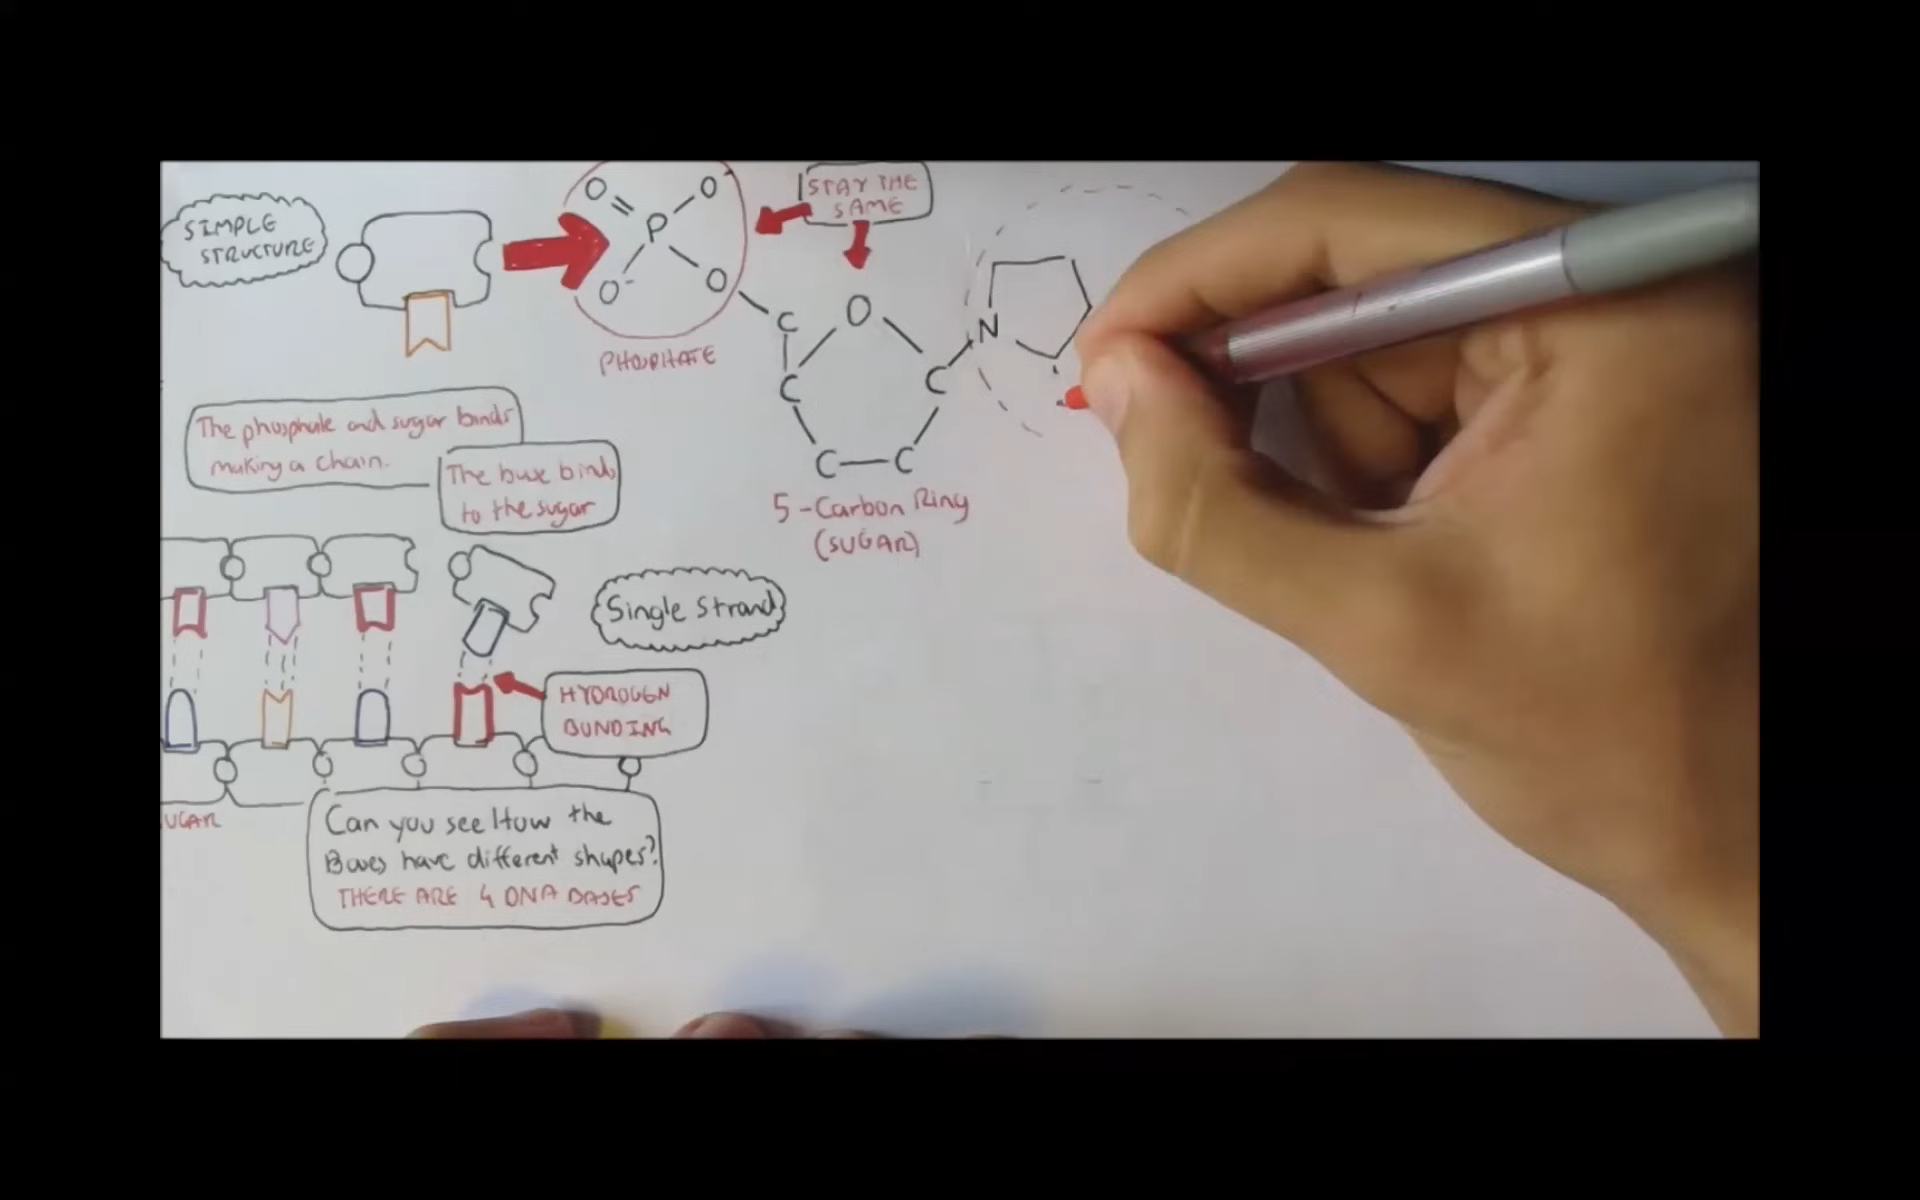 SIMPLE
STRUCTURE
O
O-
P
O-
O
PHOSPHATE
STAY THE
SAME
C
O
C
C
C
C
N
5-Carbon Ring
(SUGAR)
The phosphate and sugar binds
making a chain.
The base binds
to the sugar
Single Strand
HYDROGEN
BONDING
UGAR
Can you see How the
Bases have different shapes?
THERE ARE 4 DNA BASES